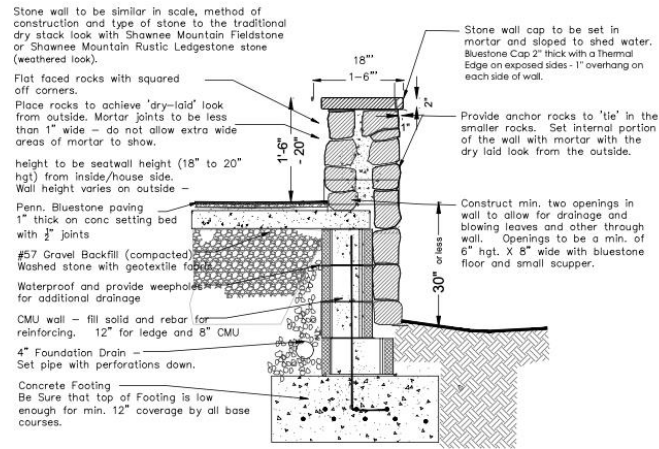 Stone wall to be similar in scale, method of
construction and type of stone to the traditional
dry stack look with Shawnee Mountain Fieldstone
or Shawnee Mountain Rustic Ledgestone stone
(weathered look).
Flat faced rocks with squared
off corners.
Place rocks to achieve 'dry-laid' look
from outside. Mortar joints to be less
than 1" wide – do not allow extra wide
areas of mortar to show.
height to be seatwall height (18" to 20"
hgt) from inside/house side.
Wall height varies on outside –
Penn. Bluestone paving
1" thick on conc setting bed
with ½" joints
#57 Gravel Backfill (compacted)
Washed stone with geotextile fabric
Waterproof and provide weepholes
for additional drainage
CMU wall – fill solid and rebar for
reinforcing. 12" for ledge and 8" CMU
4" Foundation Drain –
Set pipe with perforations down.
Concrete Footing
Be Sure that top of Footing is low
enough for min. 12" coverage by all base
courses.
18"'
1-6"'
1'-6" - 20"
2"
1"
30" or less
Stone wall cap to be set in
mortar and sloped to shed water.
Bluestone Cap 2" thick with a Thermal
Edge on exposed sides - 1" overhang on
each side of wall.
Provide anchor rocks to 'tie' in the
smaller rocks. Set internal portion
of the wall with mortar with the
dry laid look from the outside.
Construct min. two openings in
wall to allow for drainage and
blowing leaves and other through
wall. Openings to be a min. of
6" hgt. X 8" wide with bluestone
floor and small scupper.